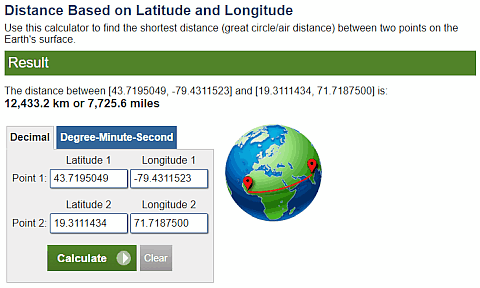 Distance Based on Latitude and Longitude
Use this calculator to find the shortest distance (great circle/air distance) between two points on the
Earth's surface.
Result
The distance between [43.7195049, -79.4311523] and [19.3111434, 71.7187500] is:
12,433.2 km or 7,725.6 miles
Decimal Degree-Minute-Second
Latitude 1 Longitude 1
Point 1: 43.7195049 -79.4311523
Latitude 2 Longitude 2
Point 2: 19.3111434 71.7187500
Calculate Clear